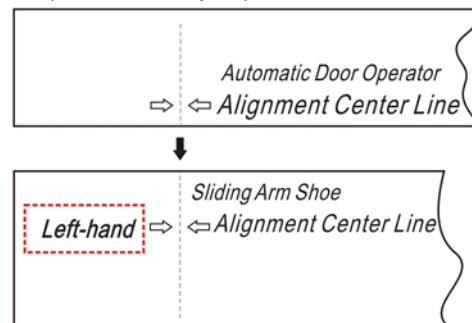 Automatic Door Operator
Alignment Center Line
Sliding Arm Shoe
Left-hand
Alignment Center Line